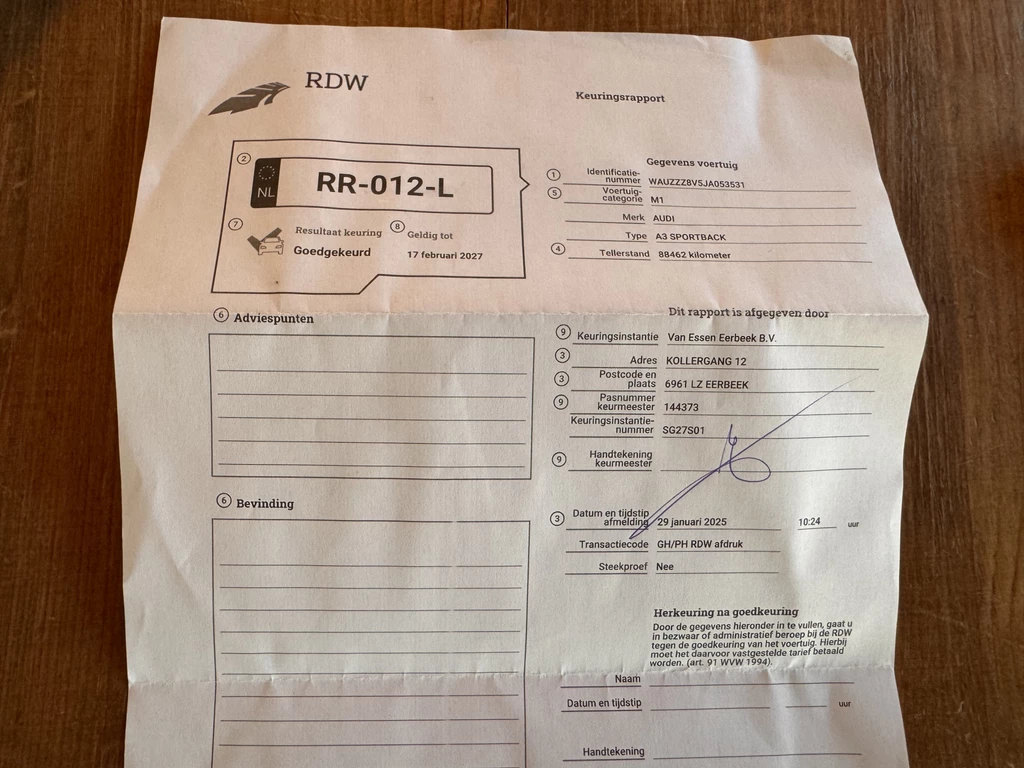 RDW
Keuringsrapport
2
NL
RR-012-L
7
Resultaat keuring
Goedgekeurd
8
Geldig tot
17 februari 2027
Gegevens voertuig
1 Identificatie-
nummer WAUZZZ8V5JA053531
5 Voertuig-
categorie M1
Merk AUDI
Type A3 SPORTBACK
4 Tellerstand 88462 kilometer
6 Adviespunten
Dit rapport is afgegeven door
9 Keuringsinstantie Van Essen Eerbeek B.V.
3 Adres KOLLERGANG 12
3 Postcode en
plaats 6961 LZ EERBEEK
9 Pasnummer
keurmeester 144373
Keuringsinstantie-
nummer SG27S01
9 Handtekening
keurmeester
6 Bevinding
3 Datum en tijdstip
afmelding 29 januari 2025 10:24 uur
Transactiecode GH/PH RDW afdruk
Steekproef Nee
Herkeuring na goedkeuring
Door de gegevens hieronder in te vullen, gaat u
in bezwaar of administratief beroep bij de RDW
tegen de goedkeuring van het voertuig. Hierbij
moet het daarvoor vastgestelde tarief betaald
worden. (art. 91 WVW 1994).
Naam
Datum en tijdstip uur
Handtekening